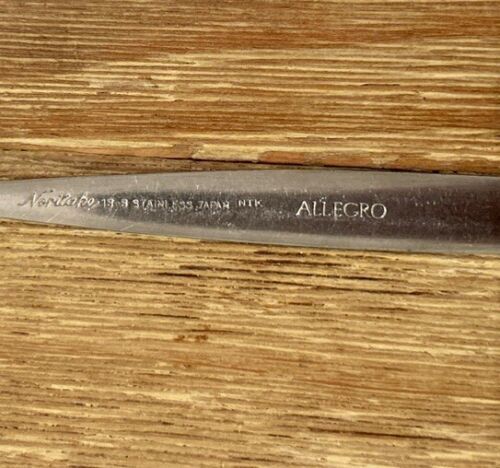 Noritake 18-8 STAINLESS, JAPAN NTK ALLEGRO